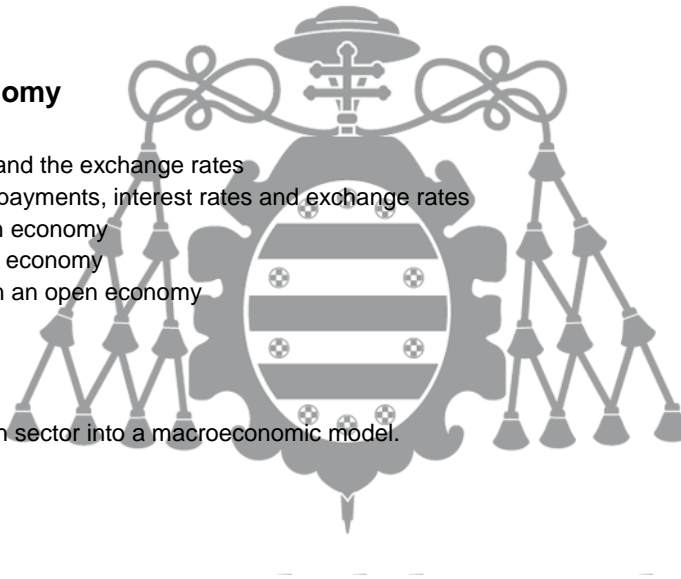 omy
and the exchange rates
payments, interest rates and exchange rates
n economy
economy
n an open economy
n sector into a macroeconomic model.